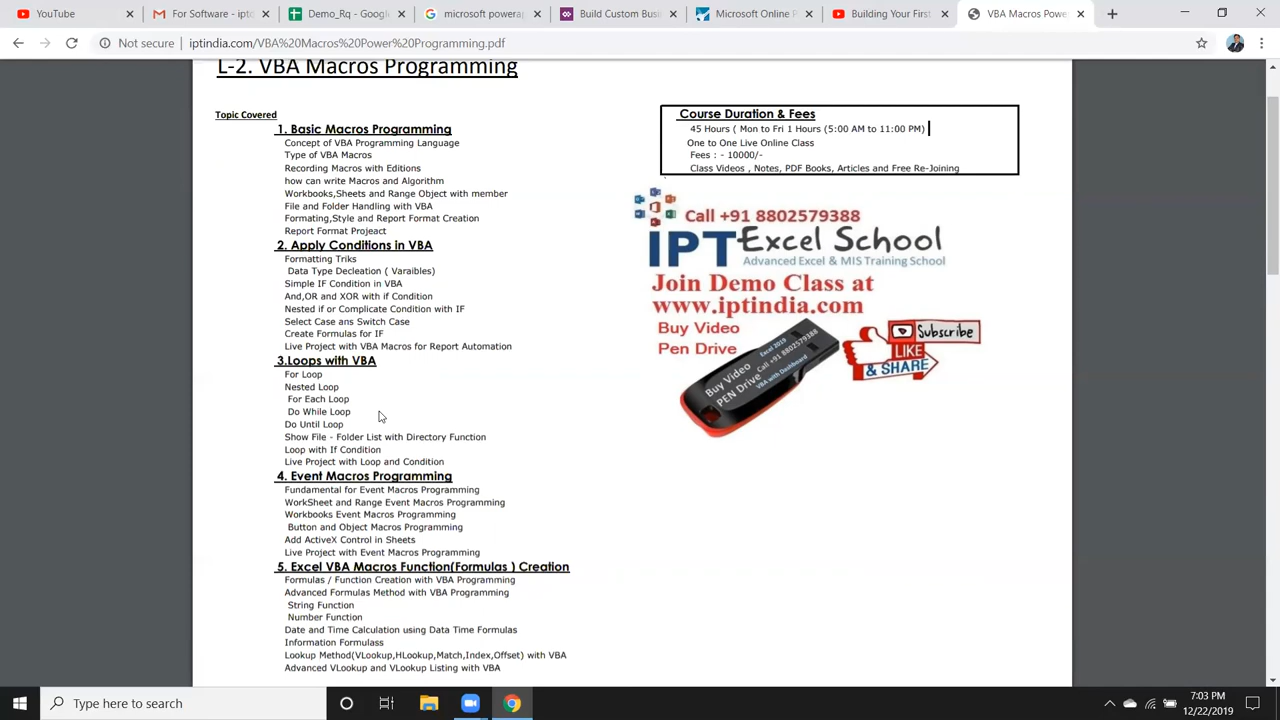 YouTube
For Software - iptd
Demo_Rq - Google
microsoft powerap
Build Custom Busi
Microsoft Online P
Building Your First
VBA Macros Powe
Not secure
iptindia.com/VBA%20Macros%20Power%20Programming.pdf
L-2. VBA Macros Programming
Topic Covered
1. Basic Macros Programming
Concept of VBA Programming Language
Type of VBA Macros
Recording Macros with Editions
how can write Macros and Algorithm
Workbooks,Sheets and Range Object with member
File and Folder Handling with VBA
Formating,Style and Report Format Creation
Report Format Projeact
2. Apply Conditions in VBA
Formatting Triks
Data Type Decleation ( Varaibles)
Simple IF Condition in VBA
And,OR and XOR with if Condition
Nested if or Complicate Condition with IF
Select Case ans Switch Case
Create Formulas for IF
Live Project with VBA Macros for Report Automation
3.Loops with VBA
For Loop
Nested Loop
For Each Loop
Do While Loop
Do Until Loop
Show File - Folder List with Directory Function
Loop with If Condition
Live Project with Loop and Condition
4. Event Macros Programming
Fundamental for Event Macros Programming
WorkSheet and Range Event Macros Programming
Workbooks Event Macros Programming
Button and Object Macros Programming
Add ActiveX Control in Sheets
Live Project with Event Macros Programming
5. Excel VBA Macros Function(Formulas ) Creation
Formulas / Function Creation with VBA Programming
Advanced Formulas Method with VBA Programming
String Function
Number Function
Date and Time Calculation using Data Time Formulas
Information Formulass
Lookup Method(VLookup,HLookup,Match,Index,Offset) with VBA
Advanced VLookup and VLookup Listing with VBA
Course Duration & Fees
45 Hours ( Mon to Fri 1 Hours (5:00 AM to 11:00 PM)
One to One Live Online Class
Fees : - 10000/-
Class Videos , Notes, PDF Books, Articles and Free Re-Joining
Call +91 8802579388
IPT Excel School
Advanced Excel & MIS Training School
Join Demo Class at
www.iptindia.com
Buy Video
Pen Drive
Buy Video
PEN Drive
Excel 2019
Call +91 8802579388
VBA with Dashboard
Subscribe
LIKE
& SHARE
Type here to search
7:03 PM
12/22/2019